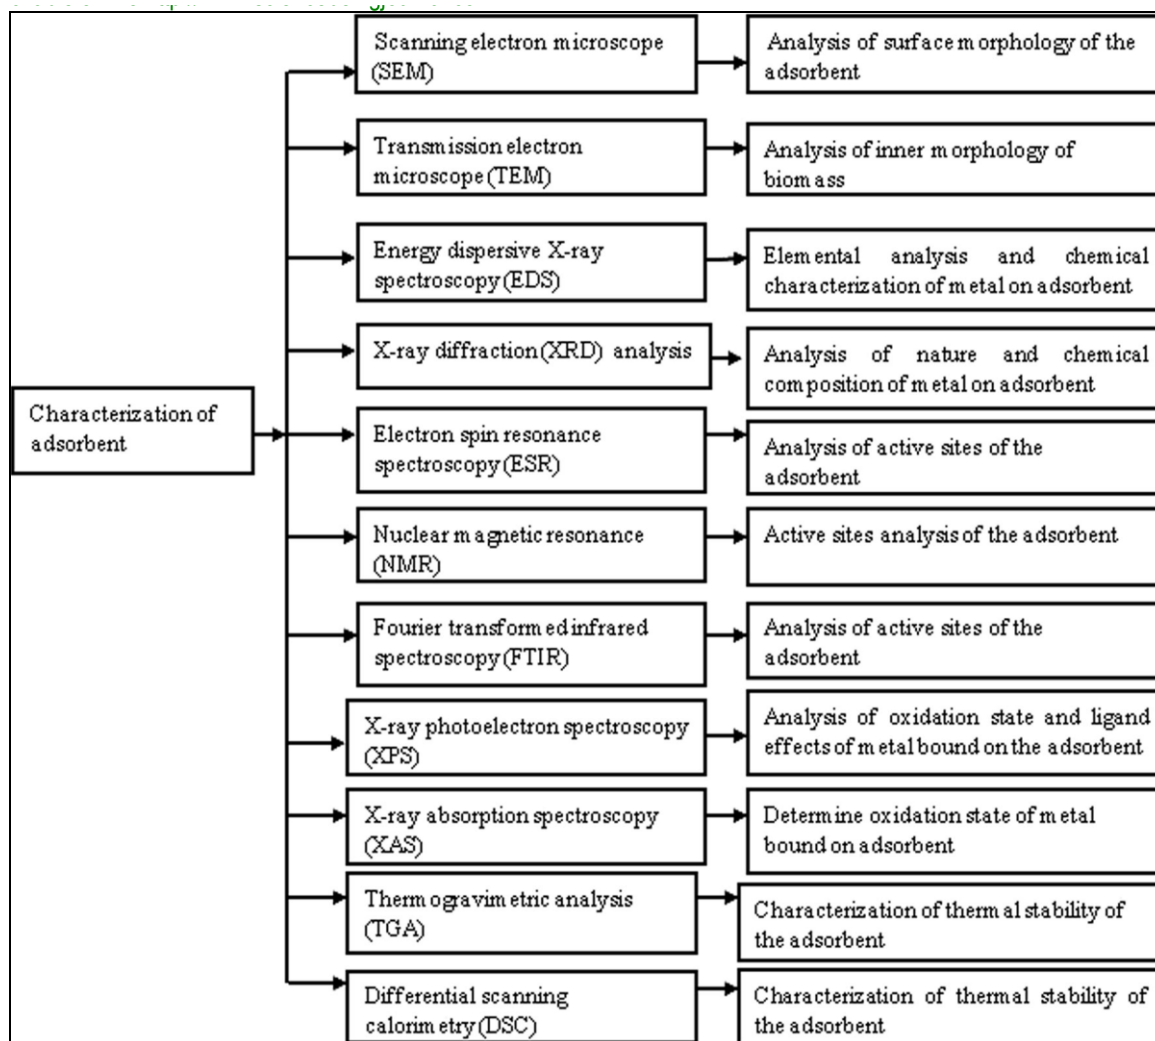 Scanning electron microscope
(SEM)
Analysis of surface morphology of the
adsorbent
Transmission electron
microscope (TEM)
Analysis of inner morphology of
biomass
Energy dispersive X-ray
spectroscopy (EDS)
Elemental analysis and chemical
characterization of metal on adsorbent
X-ray diffraction (XRD) analysis
Analysis of nature and chemical
composition of metal on adsorbent
Characterization of
adsorbent
Electron spin resonance
spectroscopy (ESR)
Analysis of active sites of the
adsorbent
Nuclear magnetic resonance
(NMR)
Active sites analysis of the adsorbent
Fourier transformed infrared
spectroscopy (FTIR)
Analysis of active sites of the
adsorbent
X-ray photoelectron spectroscopy
(XPS)
Analysis of oxidation state and ligand
effects of metal bound on the adsorbent
X-ray absorption spectroscopy
(XAS)
Determine oxidation state of metal
bound on adsorbent
Thermogravimetric analysis
(TGA)
Characterization of thermal stability of
the adsorbent
Differential scanning
calorimetry (DSC)
Characterization of thermal stability of
the adsorbent